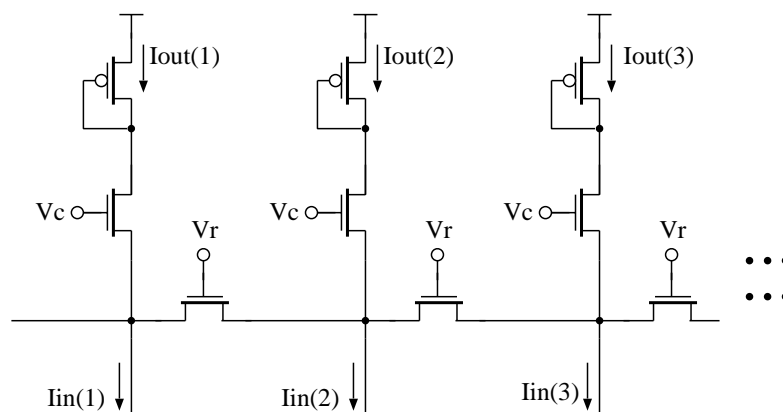 Iout(1) Iout(2) Iout(3)
Vc Vc Vc
Vr Vr Vr
Iin(1) Iin(2) Iin(3)